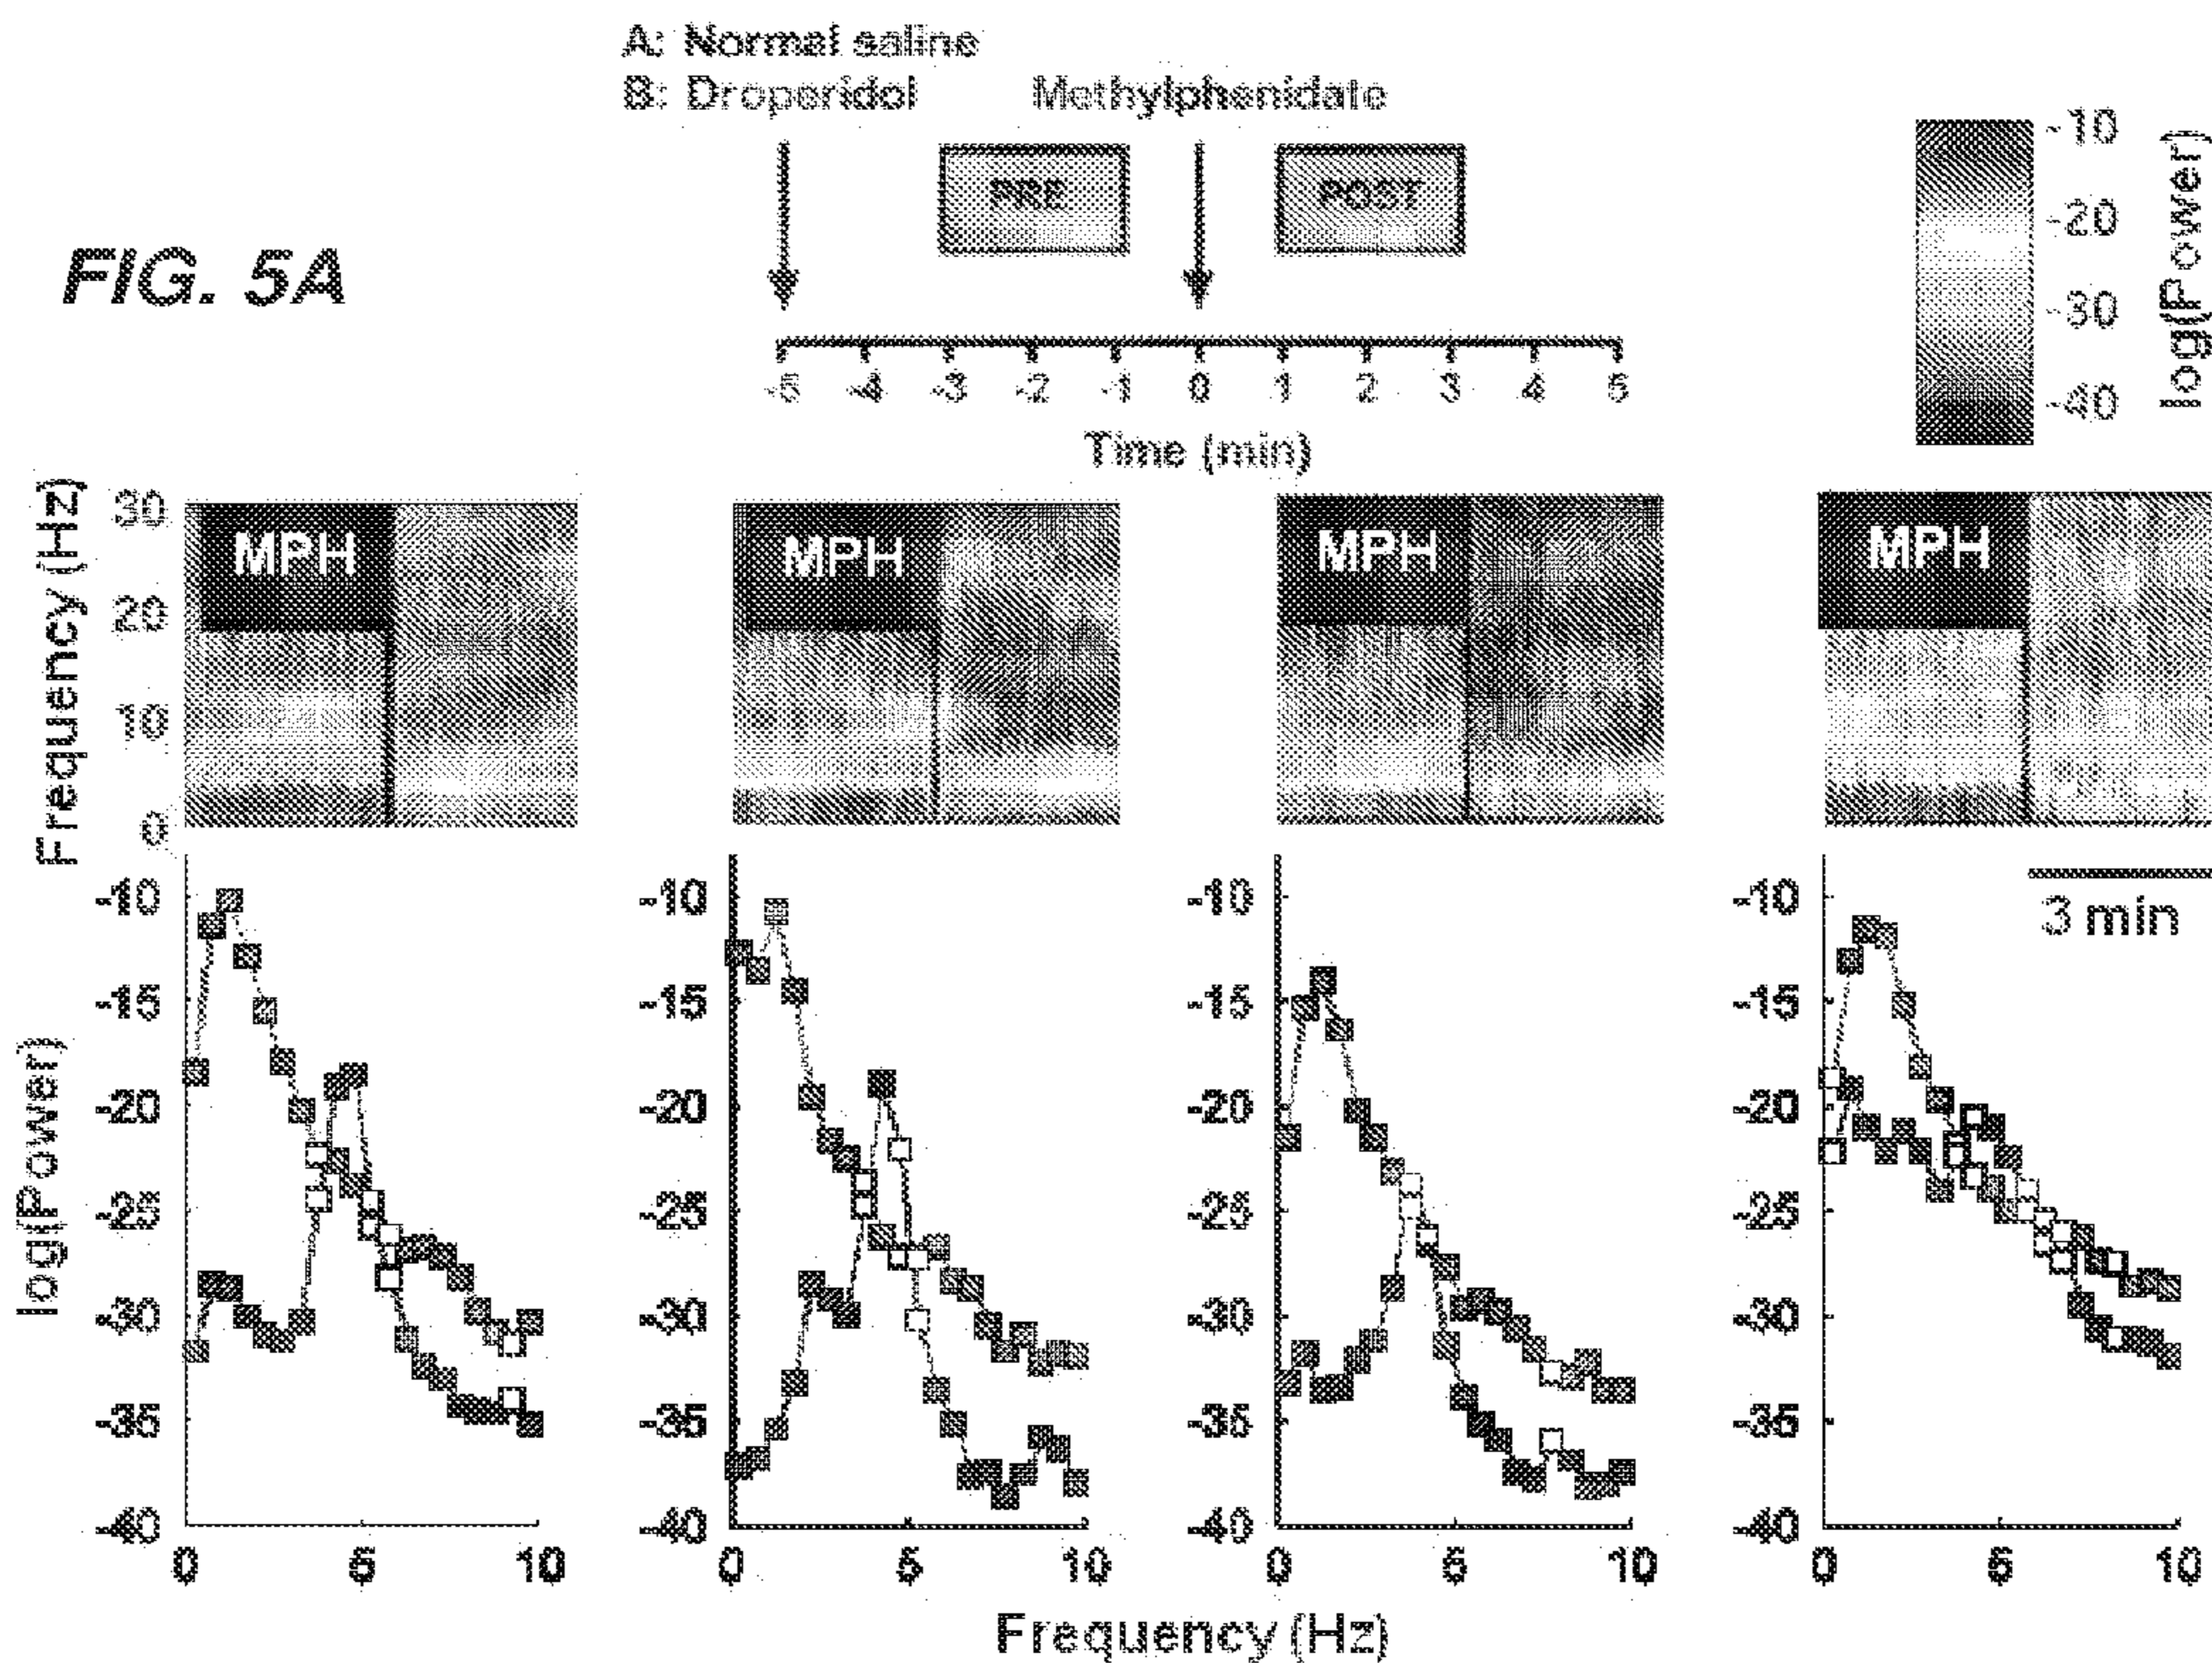 A: Normal saline
B: Droperidol
Methylphenidate
PRE
POST
FIG. 5A
-5 -4 -3 -2 -1 0 1 2 3 4 5
Time (min)
-10
-20
-30
-40
log(Power)
Frequency (Hz)
30
20
10
0
MPH
MPH
MPH
MPH
3 min
log(Power)
-10
-15
-20
-25
-30
-35
-40
-10
-15
-20
-25
-30
-35
-40
-10
-15
-20
-25
-30
-35
-40
-10
-15
-20
-25
-30
-35
-40
0 5 10
0 5 10
0 5 10
0 5 10
Frequency (Hz)